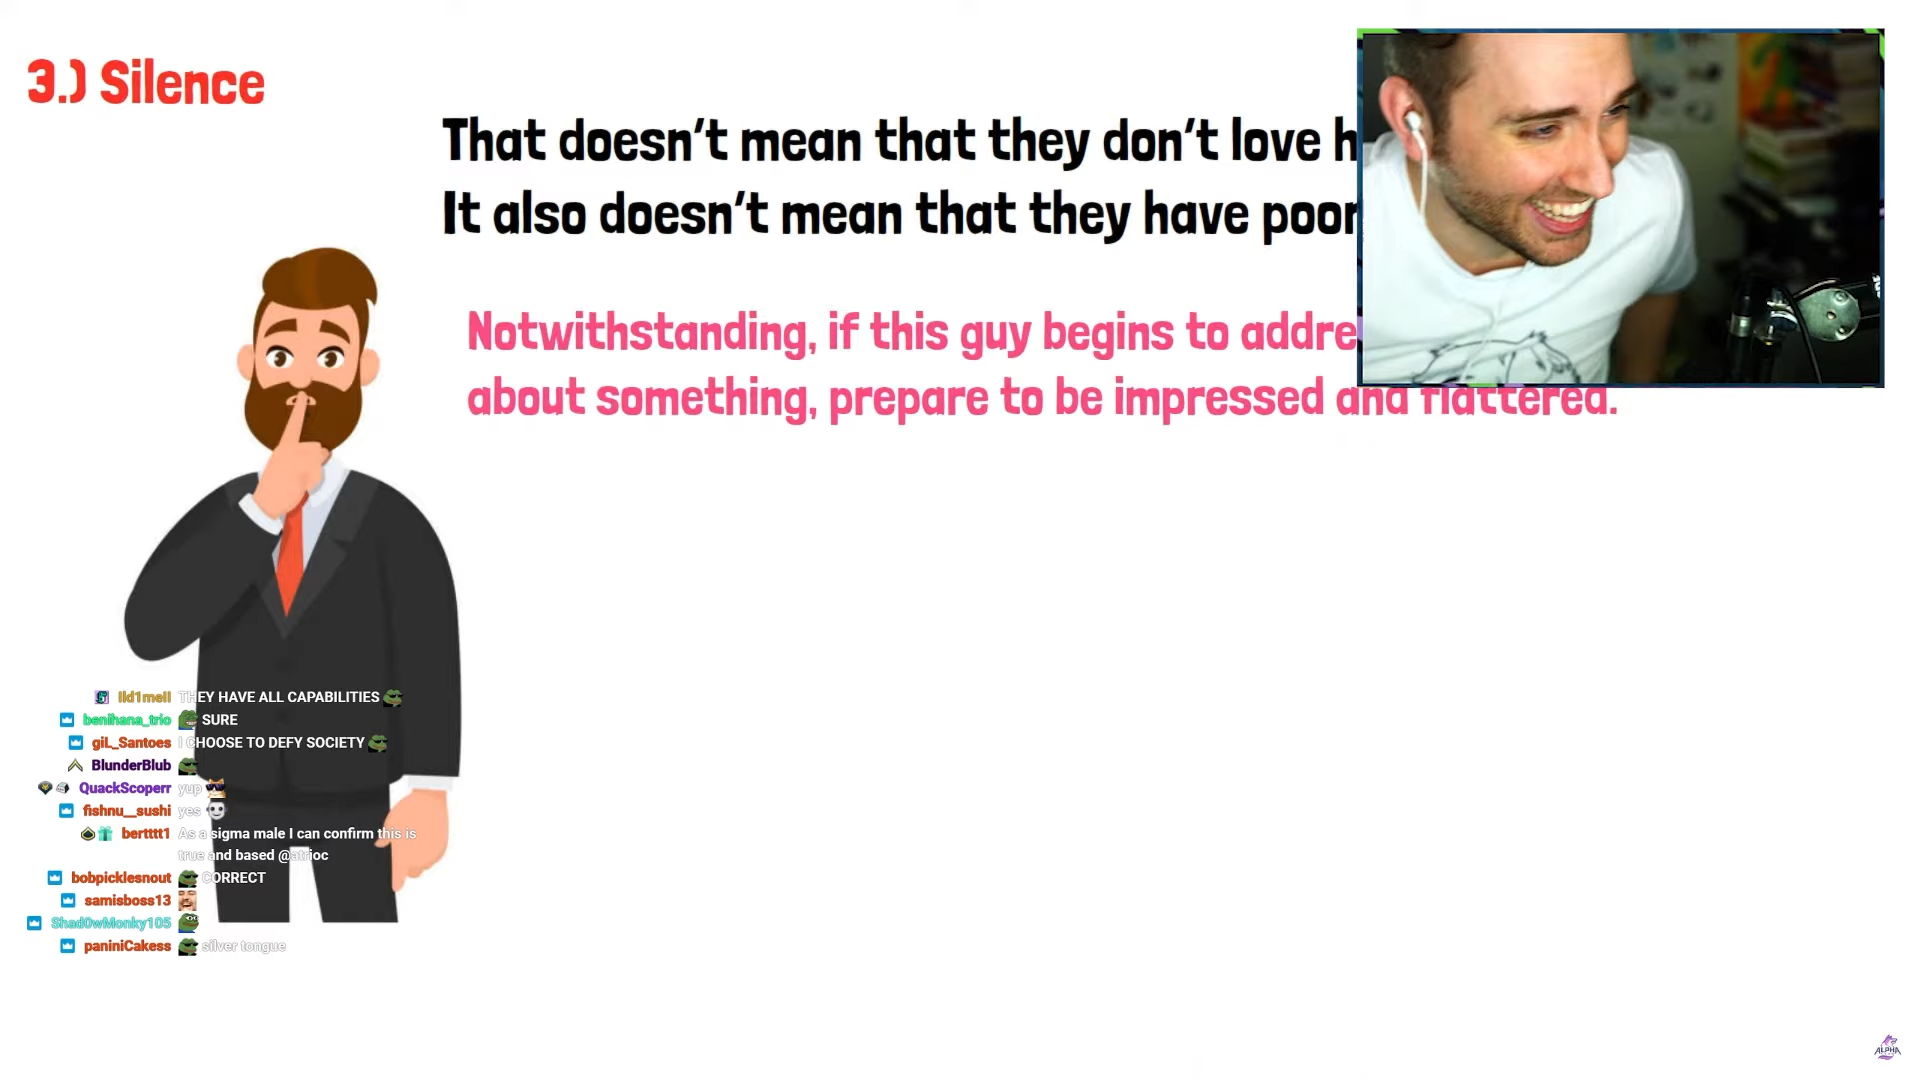 3.) Silence
That doesn't mean that they don't love h
It also doesn't mean that they have poor
Notwithstanding, if this guy begins to addre
about something, prepare to be impressed and flattered.
lld1mell THEY HAVE ALL CAPABILITIES
benihana_trio SURE
giL_Santoes I CHOOSE TO DEFY SOCIETY
BlunderBlub
QuackScoperr yup
fishnu__sushi yes
bertttt1 As a sigma male I can confirm this is
true and based @atrioc
bobpicklesnout CORRECT
samisboss13
Shad0wMonky105
paniniCakess silver tongue
ALPHA